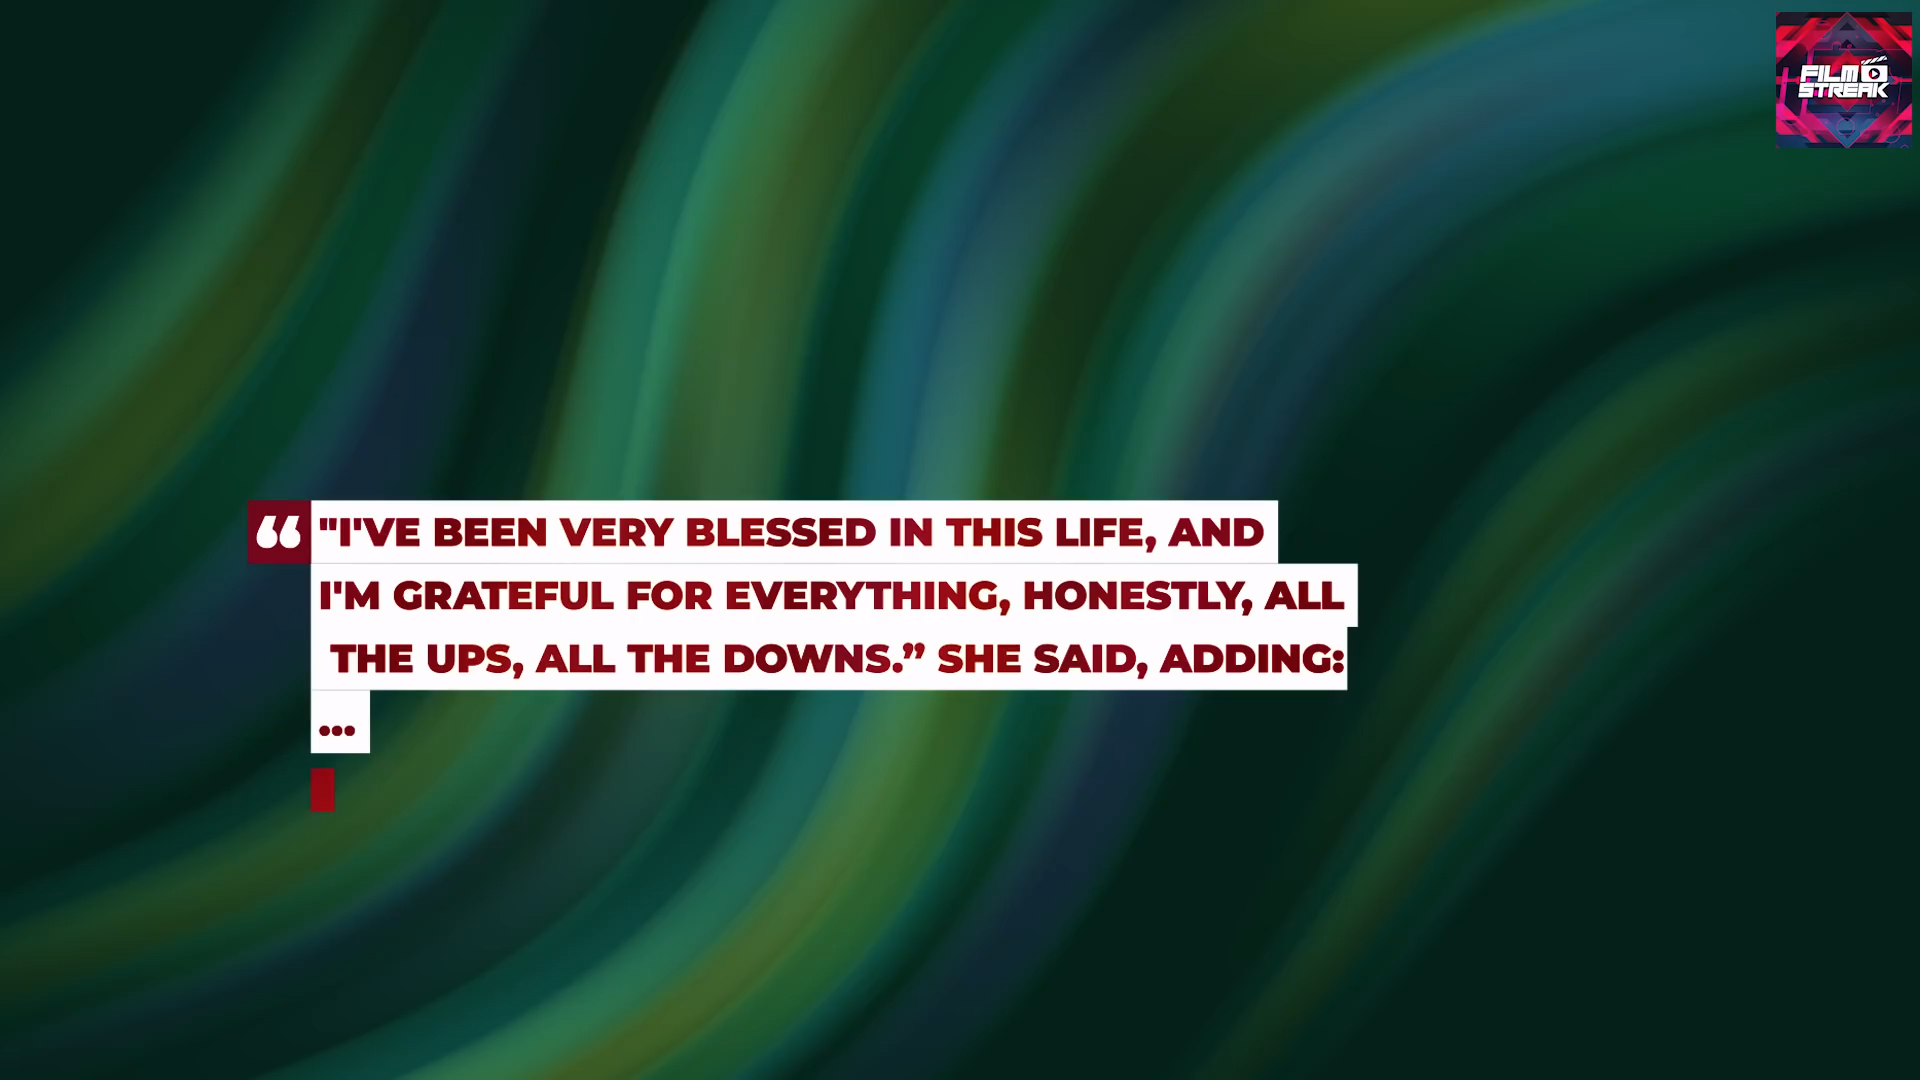 FILM
STREAK
“ "I'VE BEEN VERY BLESSED IN THIS LIFE, AND
I'M GRATEFUL FOR EVERYTHING, HONESTLY, ALL
THE UPS, ALL THE DOWNS.” SHE SAID, ADDING:
...